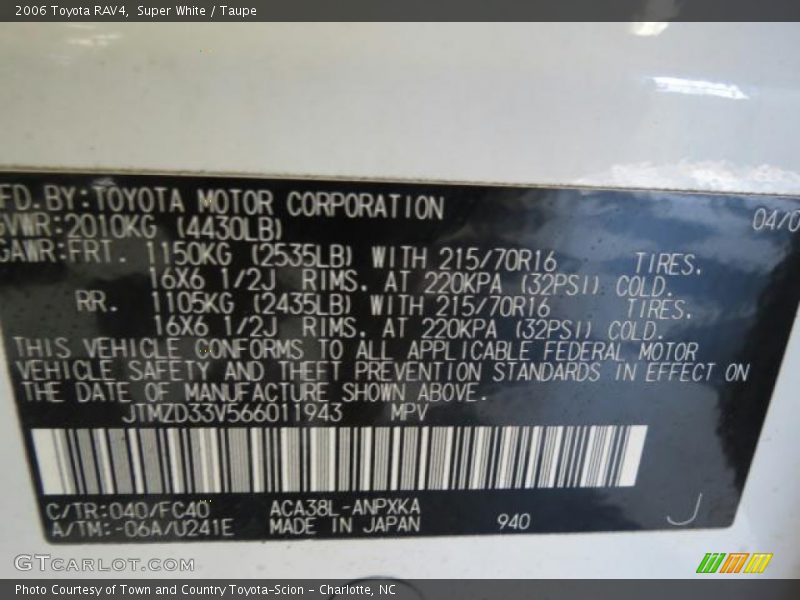 2006 Toyota RAV4, Super White / Taupe
FD.BY:TOYOTA MOTOR CORPORATION 04/0
GVWR:2010KG (4430LB)
GAWR:FRT. 1150KG (2535LB) WITH 215/70R16 TIRES.
16X6 1/2J RIMS. AT 220KPA (32PSI) COLD.
RR. 1105KG (2435LB) WITH 215/70R16 TIRES.
16X6 1/2J RIMS. AT 220KPA (32PSI) COLD.
THIS VEHICLE CONFORMS TO ALL APPLICABLE FEDERAL MOTOR
VEHICLE SAFETY AND THEFT PREVENTION STANDARDS IN EFFECT ON
THE DATE OF MANUFACTURE SHOWN ABOVE.
JTMZD33V566011943 MPV
C/TR:040/FC40 ACA38L-ANPXKA
A/TM:-06A/U241E MADE IN JAPAN 940 J
GTCARLOT.COM
Photo Courtesy of Town and Country Toyota-Scion - Charlotte, NC